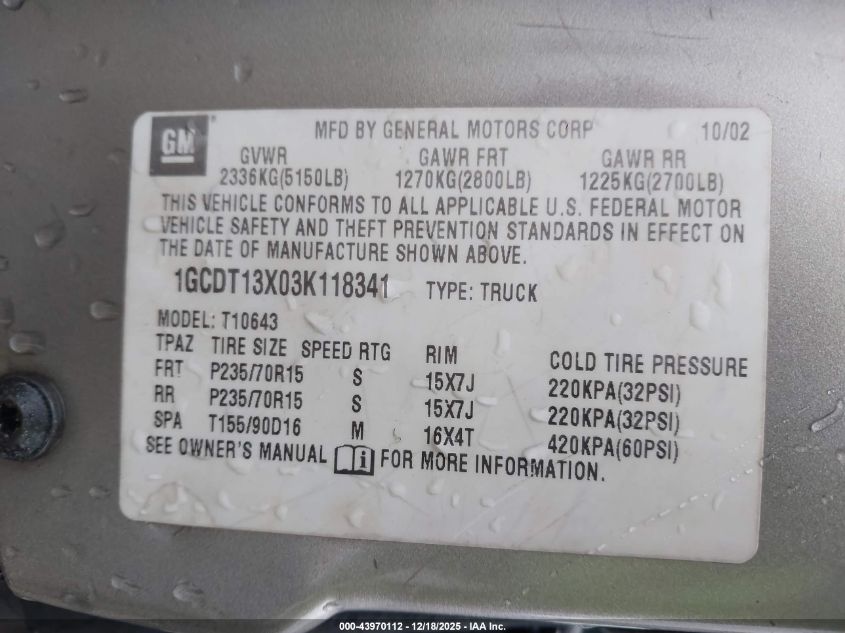 GM
MFD BY GENERAL MOTORS CORP 10/02
GVWR GAWR FRT GAWR RR
2336KG(5150LB) 1270KG(2800LB) 1225KG(2700LB)
THIS VEHICLE CONFORMS TO ALL APPLICABLE U.S. FEDERAL MOTOR
VEHICLE SAFETY AND THEFT PREVENTION STANDARDS IN EFFECT ON
THE DATE OF MANUFACTURE SHOWN ABOVE.
1GCDT13X03K118341 TYPE: TRUCK
MODEL: T10643
TPAZ TIRE SIZE SPEED RTG RIM COLD TIRE PRESSURE
FRT P235/70R15 S 15X7J 220KPA(32PSI)
RR P235/70R15 S 15X7J 220KPA(32PSI)
SPA T155/90D16 M 16X4T 420KPA(60PSI)
SEE OWNER'S MANUAL FOR MORE INFORMATION.
000-43970112 - 12/18/2025 - IAA Inc.